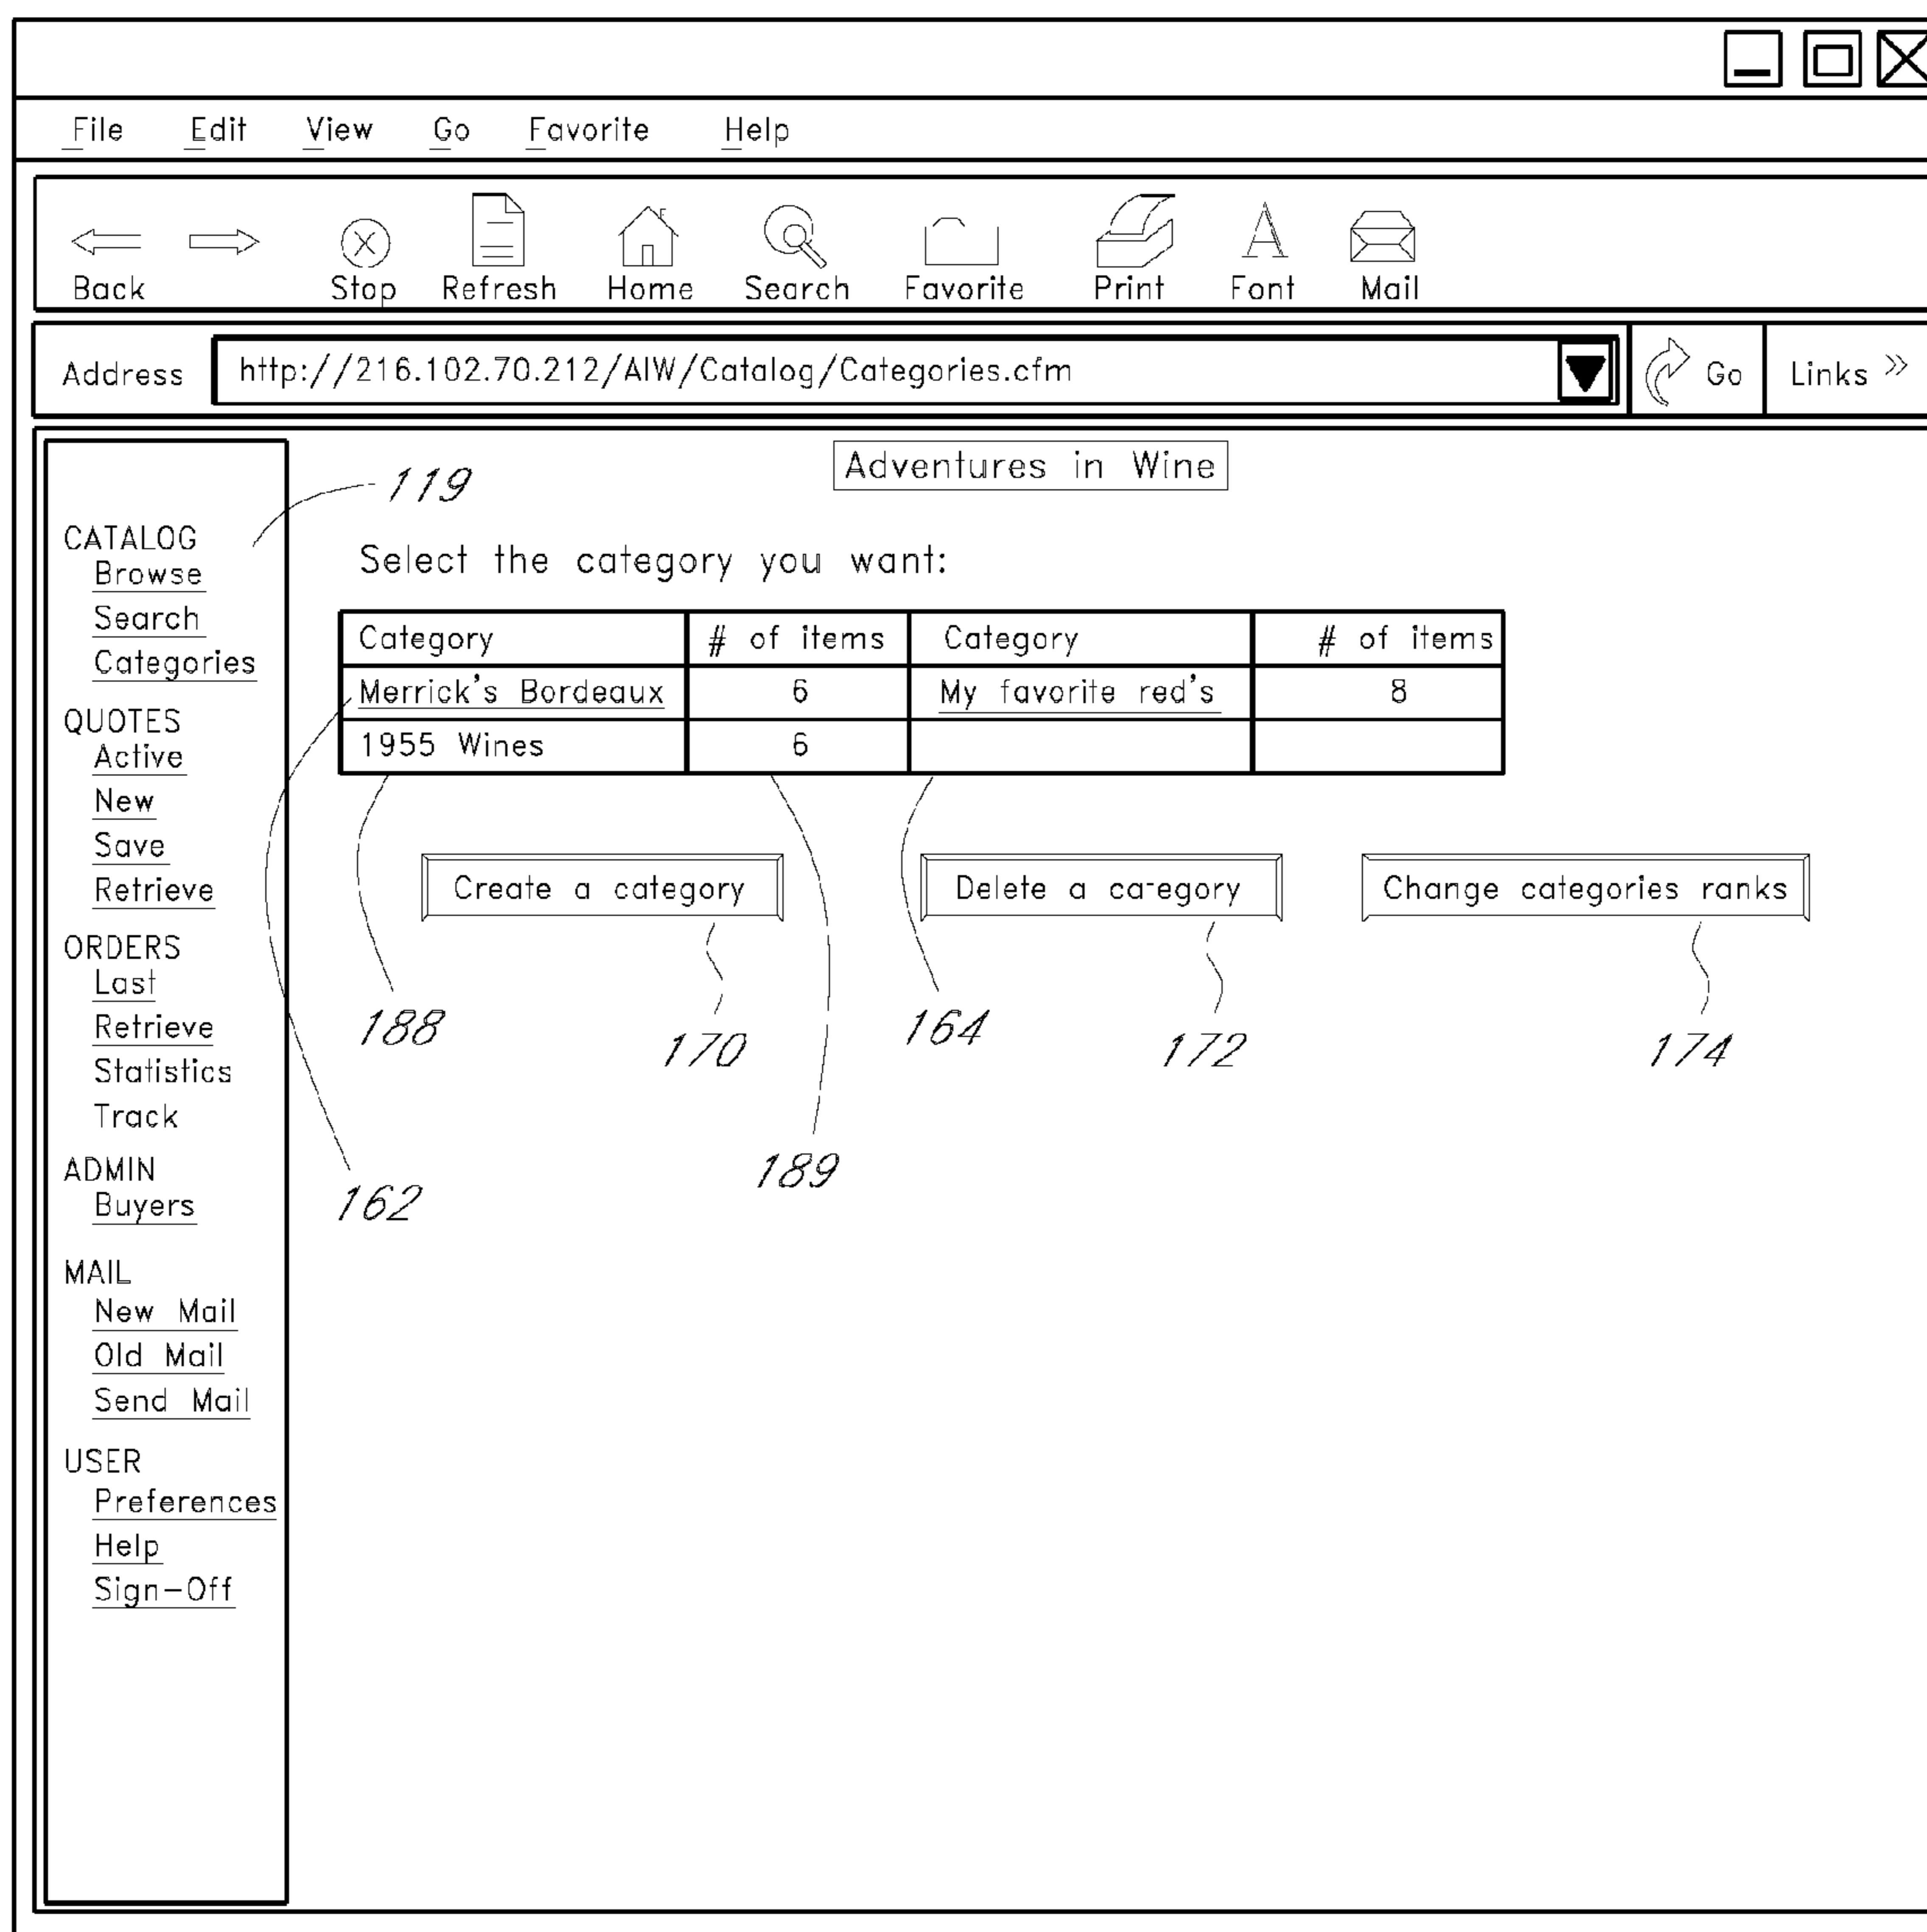 File Edit View Go Favorite Help
Back Stop Refresh Home Search Favorite Print Font Mail
Address http://216.102.70.212/AIW/Catalog/Categories.cfm Go Links »
Adventures in Wine
119
CATALOG
Browse
Search
Categories
QUOTES
Active
New
Save
Retrieve
ORDERS
Last
Retrieve
Statistics
Track
ADMIN
Buyers
MAIL
New Mail
Old Mail
Send Mail
USER
Preferences
Help
Sign-Off
Select the category you want:
Category # of items Category # of items
Merrick's Bordeaux 6 My favorite red's 8
1955 Wines 6
Create a category Delete a category Change categories ranks
188 170 164 172 174
162 189